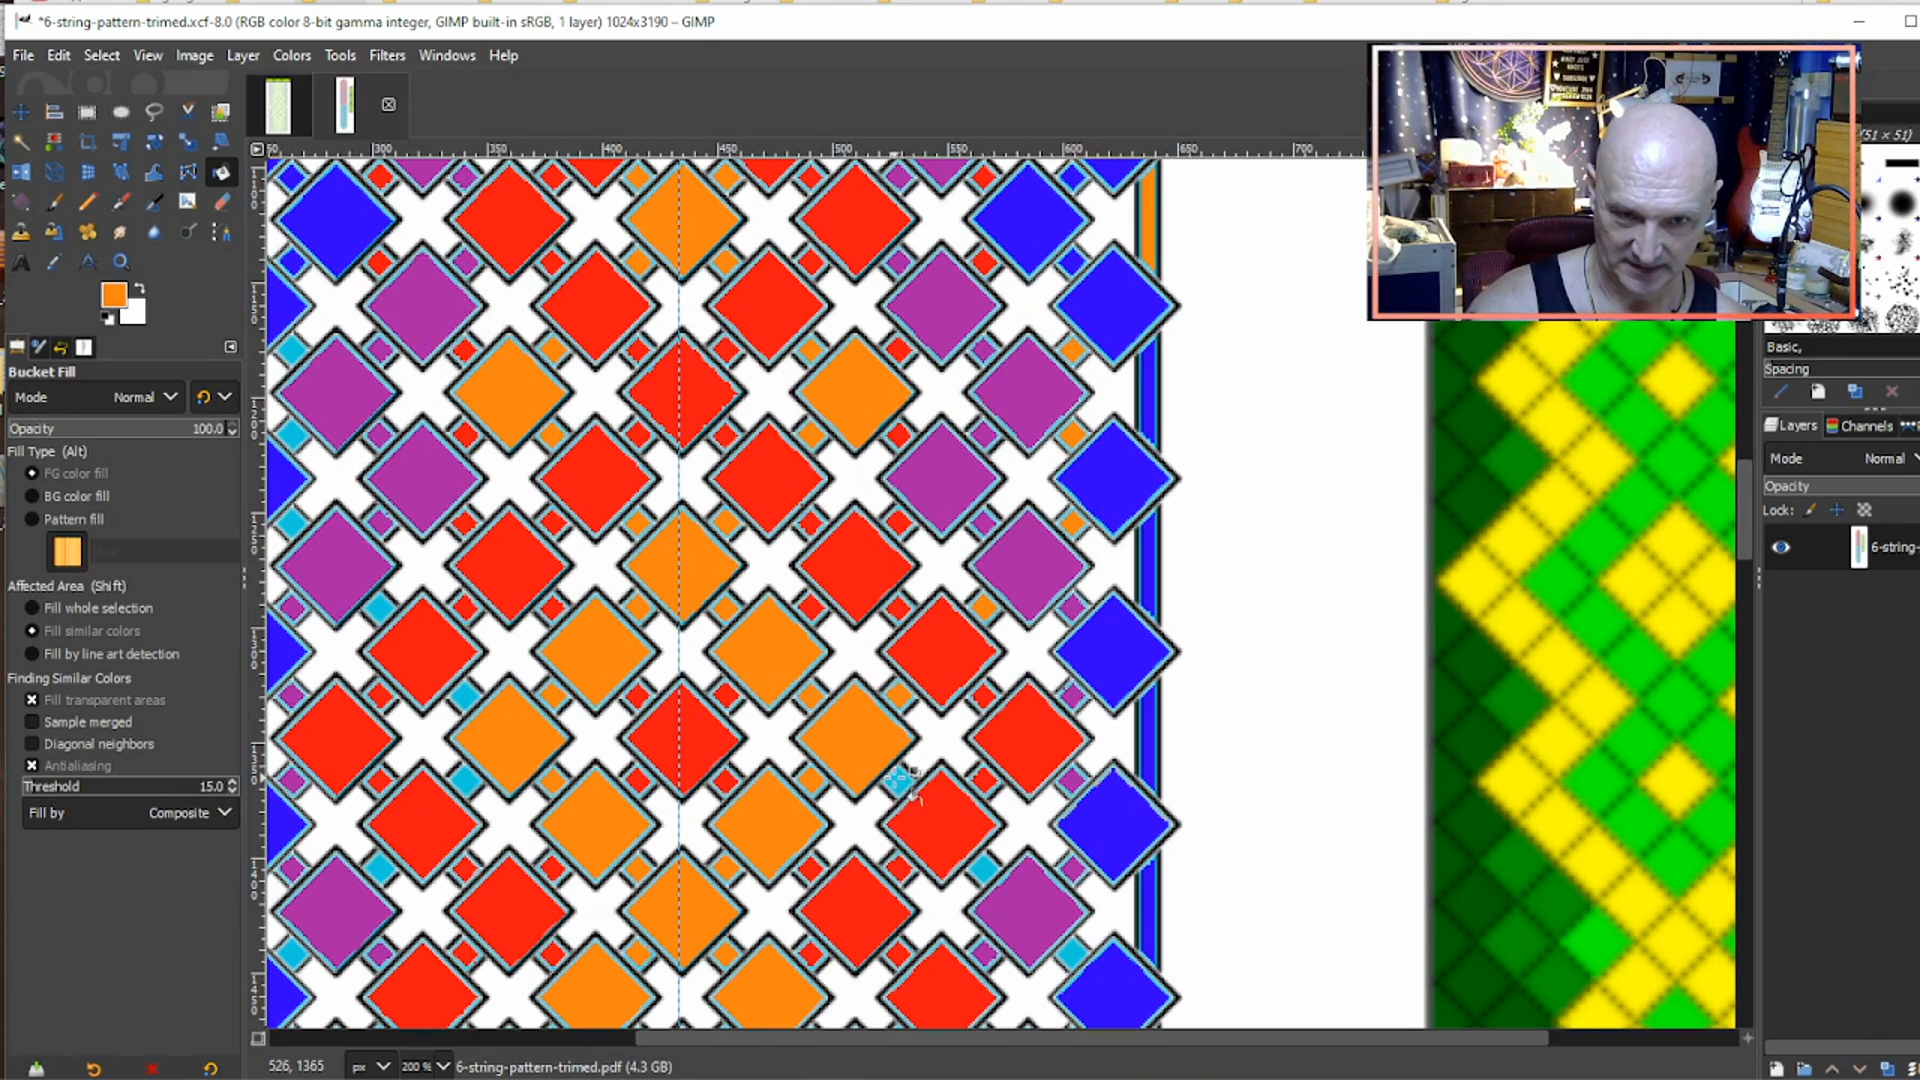 *6-string-pattern-trimed.xcf-8.0 (RGB color 8-bit gamma integer, GIMP built-in sRGB, 1 layer) 1024x3190 – GIMP
File Edit Select View Image Layer Colors Tools Filters Windows Help
(51 × 51)
300 350 400 450 500 550 600 650 700
Bucket Fill
Mode Normal
Opacity 100.0
Fill Type (Alt)
FG color fill
BG color fill
Pattern fill
Pine
Affected Area (Shift)
Fill whole selection
Fill similar colors
Fill by line art detection
Finding Similar Colors
Fill transparent areas
Sample merged
Diagonal neighbors
Antialiasing
Threshold 15.0
Fill by Composite
Basic,
Spacing
Layers Channels
Mode Normal
Opacity
Lock:
6-string-
526, 1365 px 200 % 6-string-pattern-trimed.pdf (4.3 GB)